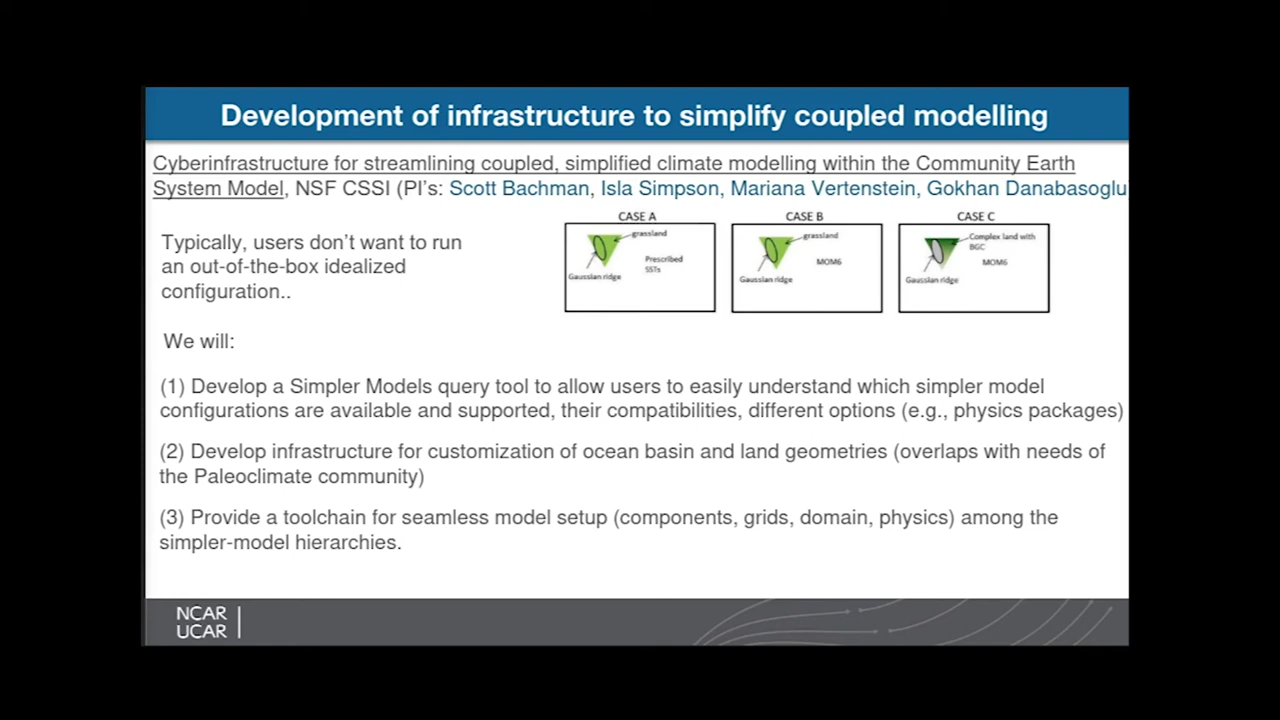 Development of infrastructure to simplify coupled modelling
Cyberinfrastructure for streamlining coupled, simplified climate modelling within the Community Earth
System Model, NSF CSSI (PI's: Scott Bachman, Isla Simpson, Mariana Vertenstein, Gokhan Danabasoglu
Typically, users don't want to run
an out-of-the-box idealized
configuration..
CASE A
grassland
Prescribed
SSTs
Gaussian ridge
CASE B
grassland
MOM6
Gaussian ridge
CASE C
Complex land with
BGC
MOM6
Gaussian ridge
We will:
(1) Develop a Simpler Models query tool to allow users to easily understand which simpler model
configurations are available and supported, their compatibilities, different options (e.g., physics packages)
(2) Develop infrastructure for customization of ocean basin and land geometries (overlaps with needs of
the Paleoclimate community)
(3) Provide a toolchain for seamless model setup (components, grids, domain, physics) among the
simpler-model hierarchies.
NCAR
UCAR